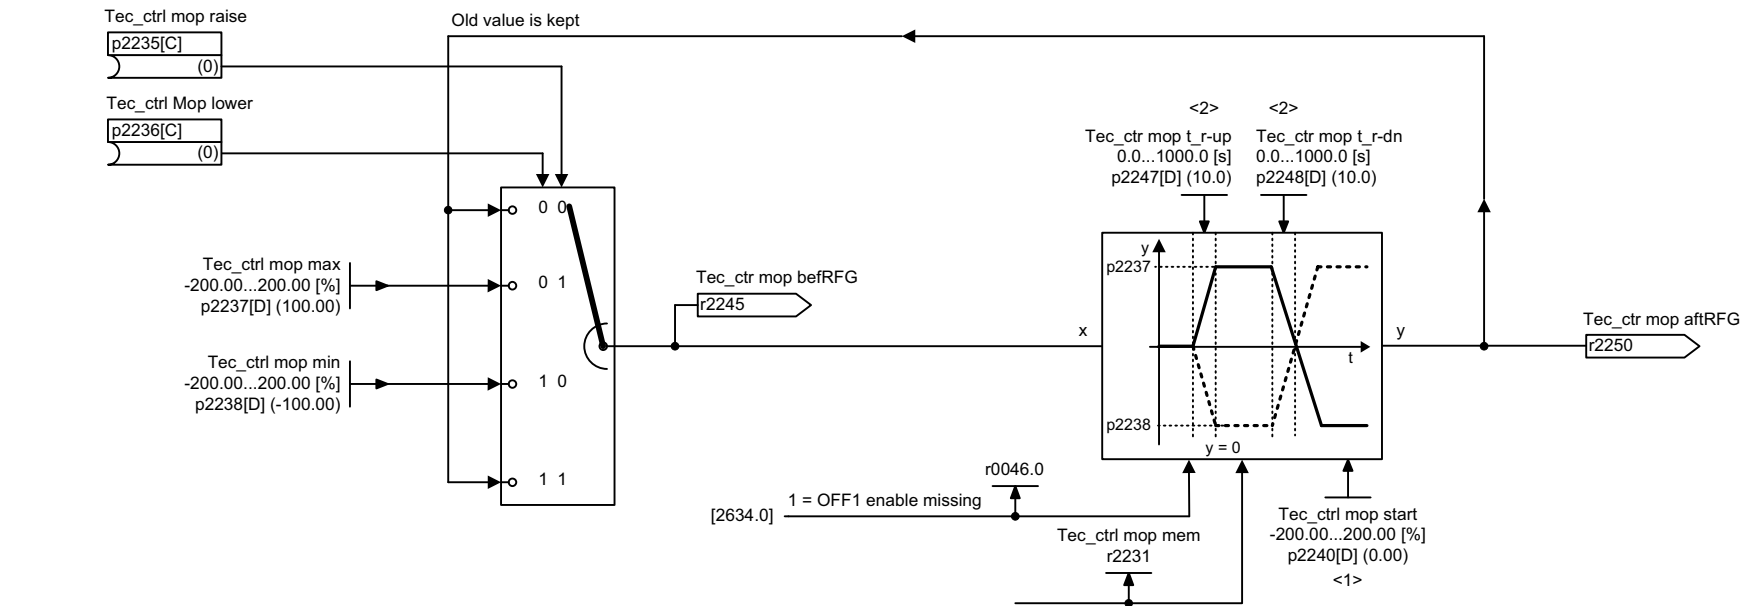 Tec_ctrl mop raise
p2235[C]
(0)
Old value is kept
Tec_ctrl Mop lower
p2236[C]
(0)
<2>
<2>
Tec_ctr mop t_r-up
0.0...1000.0 [s]
p2247[D] (10.0)
Tec_ctr mop t_r-dn
0.0...1000.0 [s]
p2248[D] (10.0)
0 0
0 1
1 0
1 1
Tec_ctrl mop max
-200.00...200.00 [%]
p2237[D] (100.00)
Tec_ctrl mop min
-200.00...200.00 [%]
p2238[D] (-100.00)
Tec_ctr mop befRFG
r2245
x
y
p2237
t
p2238
y = 0
y
Tec_ctr mop aftRFG
r2250
r0046.0
1 = OFF1 enable missing
[2634.0]
Tec_ctrl mop mem
r2231
Tec_ctrl mop start
-200.00...200.00 [%]
p2240[D] (0.00)
<1>